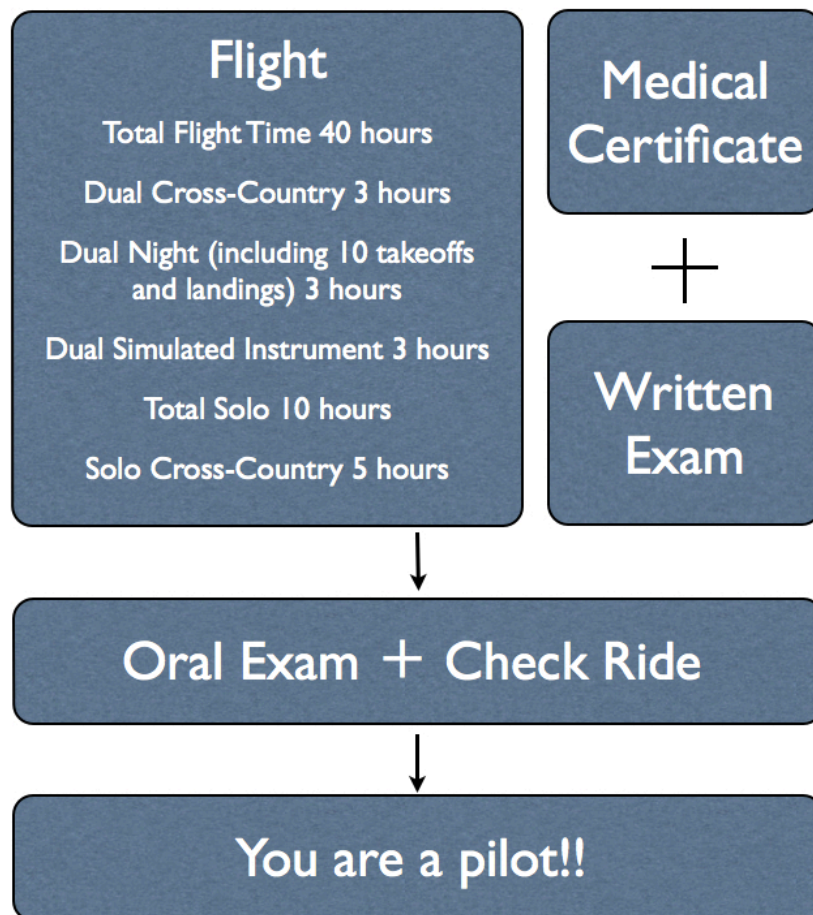 Flight
Total Flight Time 40 hours
Dual Cross-Country 3 hours
Dual Night (including 10 takeoffs
and landings) 3 hours
Dual Simulated Instrument 3 hours
Total Solo 10 hours
Solo Cross-Country 5 hours
Medical
Certificate
+
Written
Exam
Oral Exam + Check Ride
You are a pilot!!